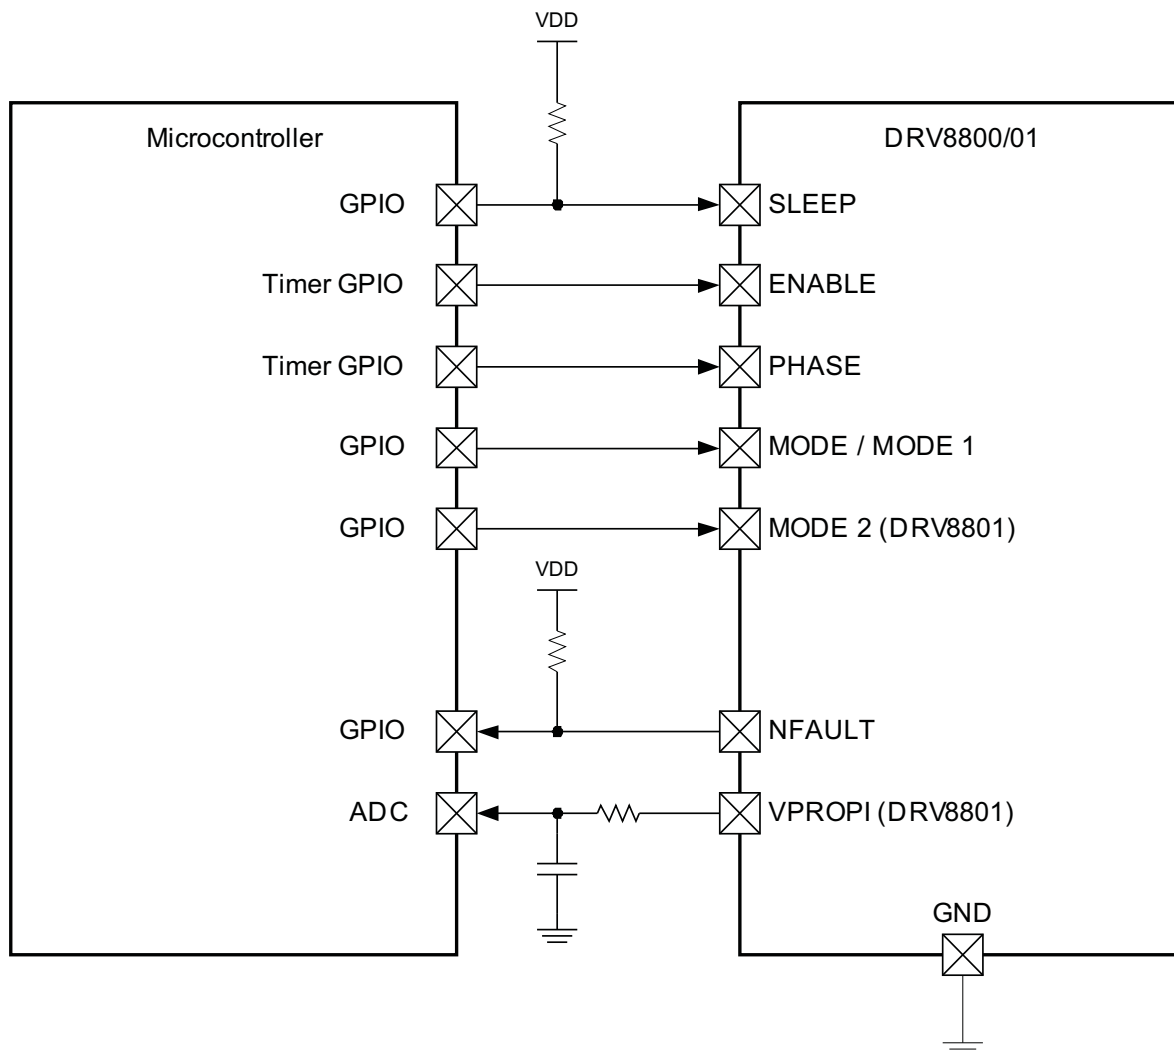 VDD
Microcontroller
DRV8800/01
GPIO
SLEEP
Timer GPIO
ENABLE
Timer GPIO
PHASE
GPIO
MODE / MODE 1
GPIO
MODE 2 (DRV8801)
VDD
GPIO
NFAULT
ADC
VPROPI (DRV8801)
GND